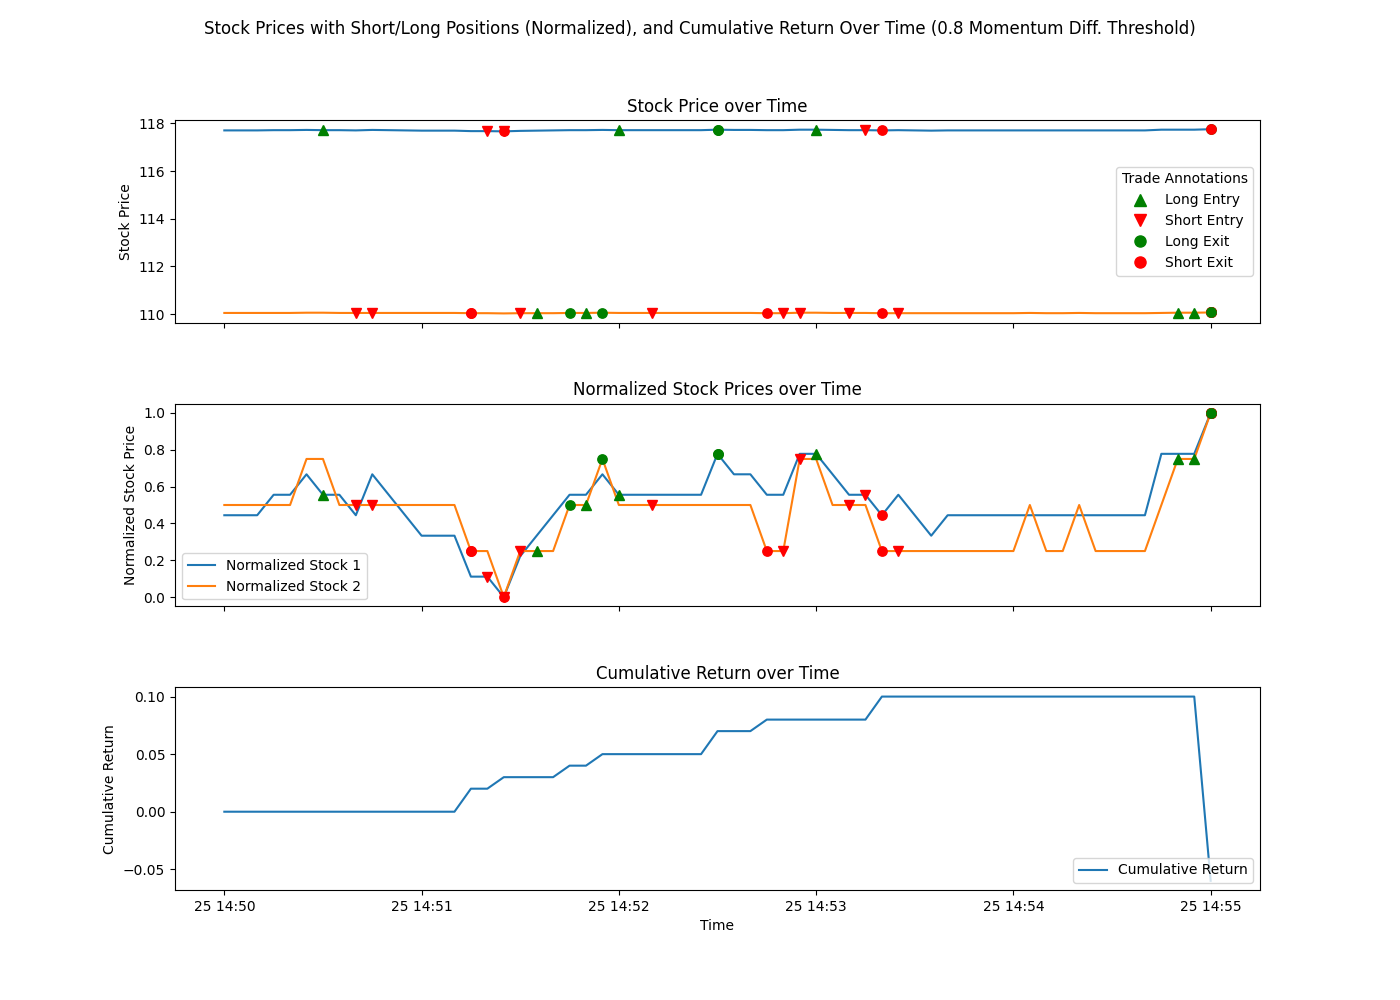 Stock Prices with Short/Long Positions (Normalized), and Cumulative Return Over Time (0.8 Momentum Diff. Threshold)
Stock Price over Time
Stock Price
118
116
114
112
110
Trade Annotations
Long Entry
Short Entry
Long Exit
Short Exit
Normalized Stock Prices over Time
Normalized Stock Price
1.0
0.8
0.6
0.4
0.2
0.0
Normalized Stock 1
Normalized Stock 2
Cumulative Return over Time
Cumulative Return
0.10
0.05
0.00
−0.05
Cumulative Return
25 14:50
25 14:51
25 14:52
25 14:53
25 14:54
25 14:55
Time